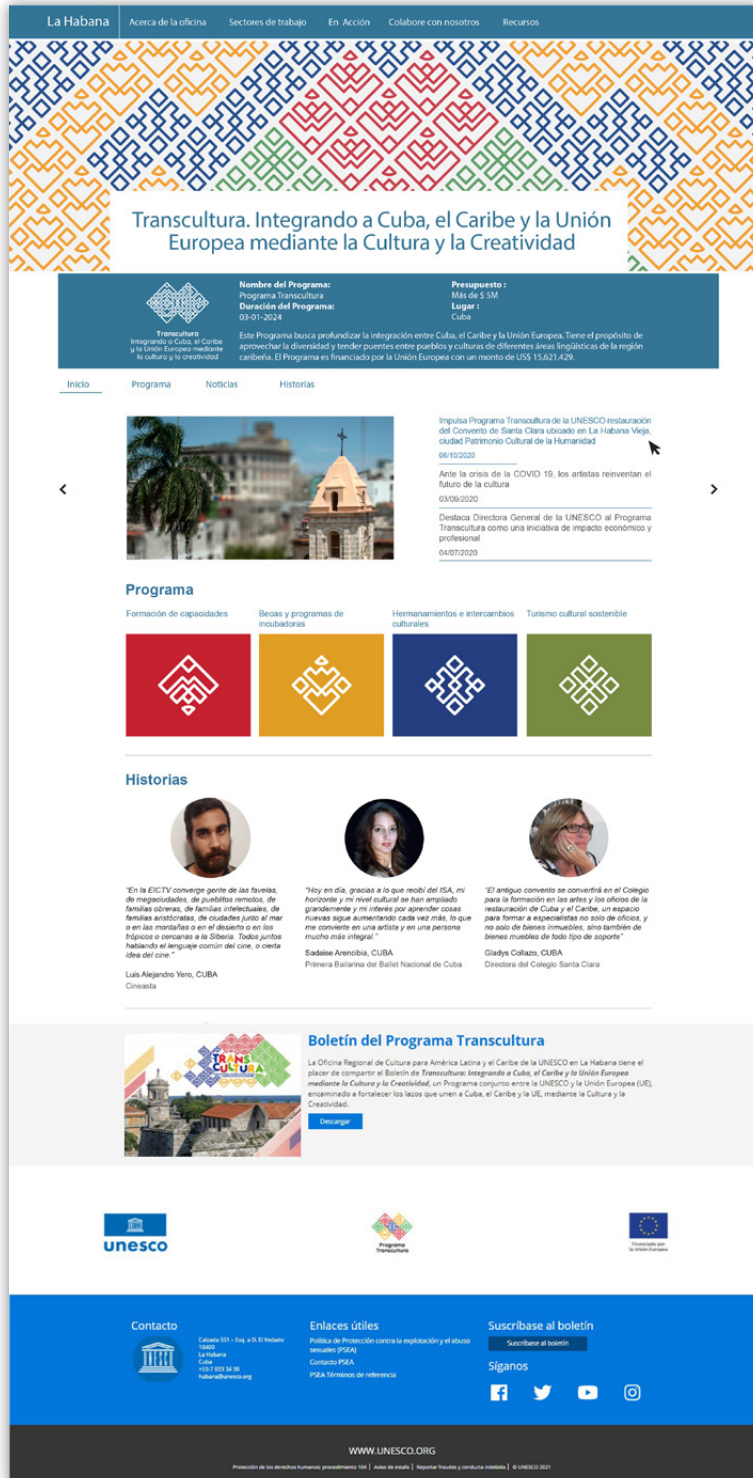 La Habana
Acerca de la oficina
Sectores de trabajo
En Acción
Colabore con nosotros
Recursos
Transcultura. Integrando a Cuba, el Caribe y la Unión
Europea mediante la Cultura y la Creatividad
Transcultura
Integrando a Cuba, el Caribe
y la Unión Europea mediante
la cultura y la creatividad
Nombre del Programa:
Programa Transcultura
Duración del Programa:
03-01-2024
Presupuesto :
Más de $ 5M
Lugar :
Cuba
Este Programa busca profundizar la integración entre Cuba, el Caribe y la Unión Europea. Tiene el propósito de
aprovechar la diversidad y tender puentes entre pueblos y culturas de diferentes áreas lingüísticas de la región
caribeña. El Programa es financiado por la Unión Europea con un monto de US$ 15,621,429.
Inicio
Programa
Noticias
Historias
Impulsa Programa Transcultura de la UNESCO restauración
del Convento de Santa Clara ubicado en La Habana Vieja,
ciudad Patrimonio Cultural de la Humanidad
06/10/2020
Ante la crisis de la COVID 19, los artistas reinventan el
futuro de la cultura
03/09/2020
Destaca Directora General de la UNESCO al Programa
Transcultura como una iniciativa de impacto económico y
profesional
04/07/2020
Programa
Formación de capacidades
Becas y programas de
incubadoras
Hermanamientos e intercambios
culturales
Turismo cultural sostenible
Historias
"En la EICTV converge gente de las favelas,
de megaciudades, de pueblitos remotos, de
familias obreras, de familias intelectuales, de
familias aristócratas, de ciudades junto al mar
o en las montañas o en el desierto o en los
trópicos o cercanas a la Siberia. Todos juntos
hablando el lenguaje común del cine, o cierta
idea del cine."
Luis Alejandro Yero, CUBA
Cineasta
"Hoy en día, gracias a lo que recibí del ISA, mi
horizonte y mi nivel cultural se han ampliado
grandemente y mi interés por aprender cosas
nuevas sigue aumentando cada vez más, lo que
me convierte en una artista y en una persona
mucho más integral."
Sadaise Arencibia, CUBA
Primera Bailarina del Ballet Nacional de Cuba
"El antiguo convento se convertirá en el Colegio
para la formación en las artes y los oficios de la
restauración de Cuba y el Caribe, un espacio
para formar a especialistas no solo de oficios, y
no solo de bienes inmuebles, sino también de
bienes muebles de todo tipo de soporte"
Gladys Collazo, CUBA
Directora del Colegio Santa Clara
TRANS
CULTURA
Boletín del Programa Transcultura
La Oficina Regional de Cultura para América Latina y el Caribe de la UNESCO en La Habana tiene el
placer de compartir el Boletín de Transcultura: Integrando a Cuba, el Caribe y la Unión Europea
mediante la Cultura y la Creatividad, un Programa conjunto entre la UNESCO y la Unión Europea (UE),
encaminado a fortalecer los lazos que unen a Cuba, el Caribe y la UE, mediante la Cultura y la
Creatividad.
Descargar
unesco
Programa
Transcultura
Financiado por
la Unión Europea
Contacto
Calzada 551 – Esq. a D, El Vedado
10400
La Habana
Cuba
+53-7 833 34 38
habana@unesco.org
Enlaces útiles
Política de Protección contra la explotación y el abuso
sexuales (PSEA)
Contacto PSEA
PSEA Términos de referencia
Suscríbase al boletín
Suscríbase al boletín
Síganos
WWW.UNESCO.ORG
Protección de los derechos humanos: procedimiento 104 | Aviso de estafa | Reportar fraudes y conducta indebida | © UNESCO 2021